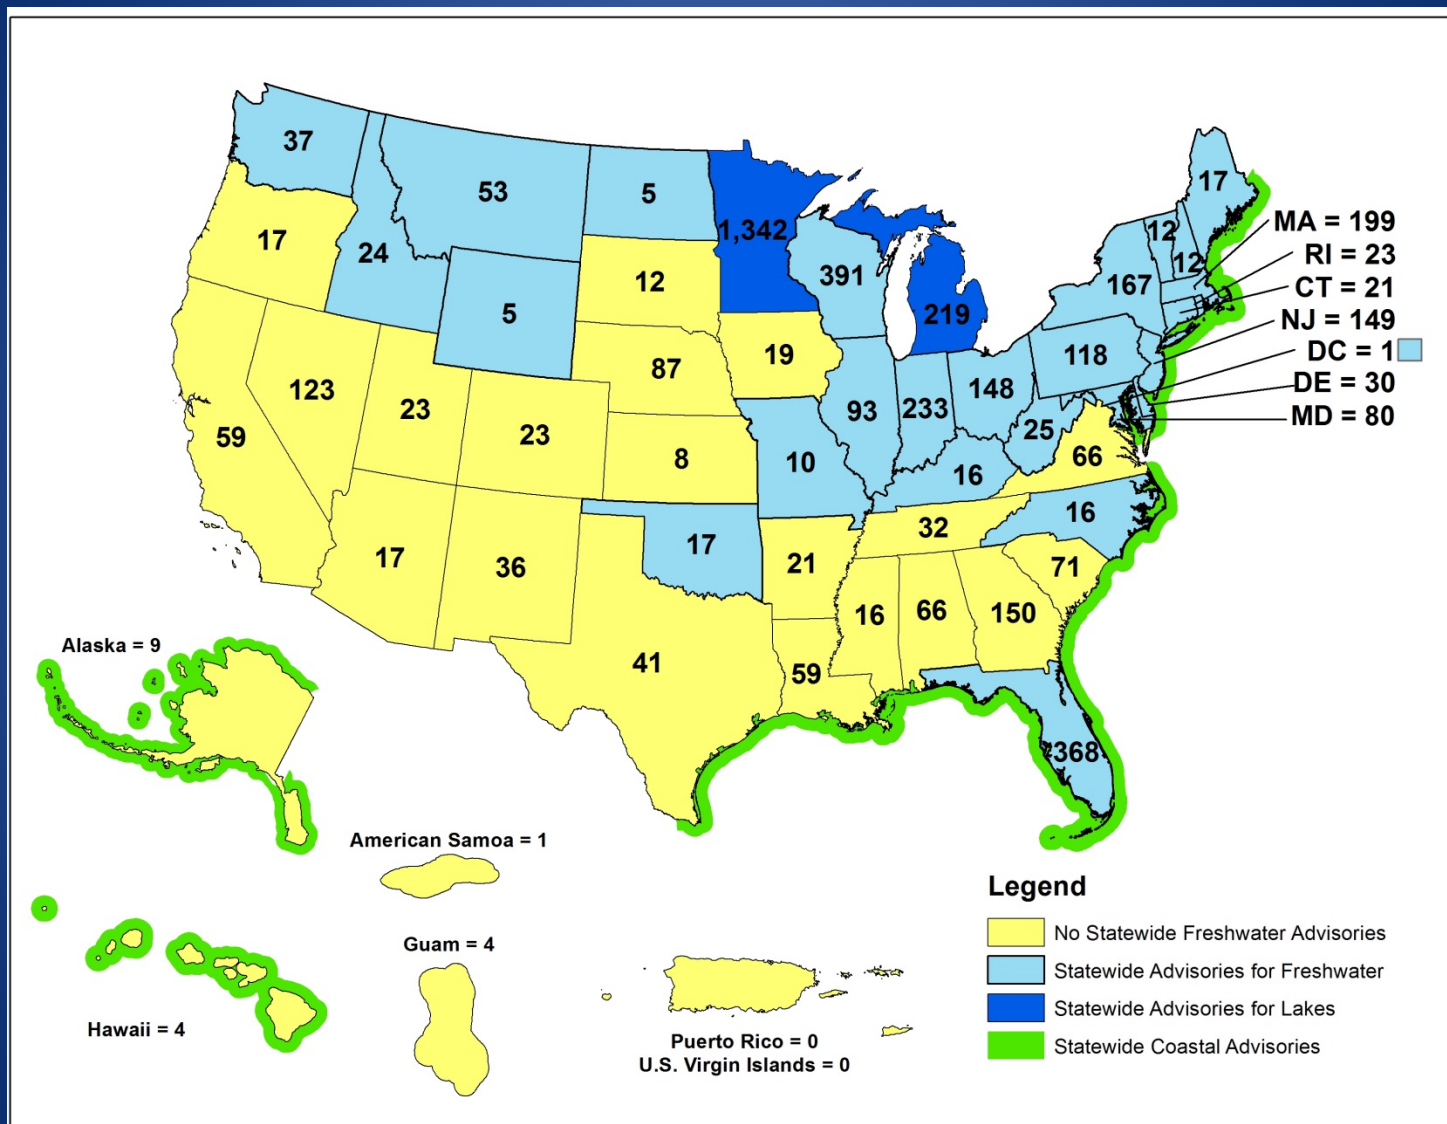 37
53
5
1,342
17
24
5
12
391
219
167
12
12
17
MA = 199
RI = 23
CT = 21
NJ = 149
DC = 1
DE = 30
MD = 80
59
123
23
23
87
19
8
10
93
233
148
118
25
66
16
16
17
36
17
21
32
71
41
59
16
66
150
368
Alaska = 9
American Samoa = 1
Guam = 4
Hawaii = 4
Puerto Rico = 0
U.S. Virgin Islands = 0
Legend
No Statewide Freshwater Advisories
Statewide Advisories for Freshwater
Statewide Advisories for Lakes
Statewide Coastal Advisories